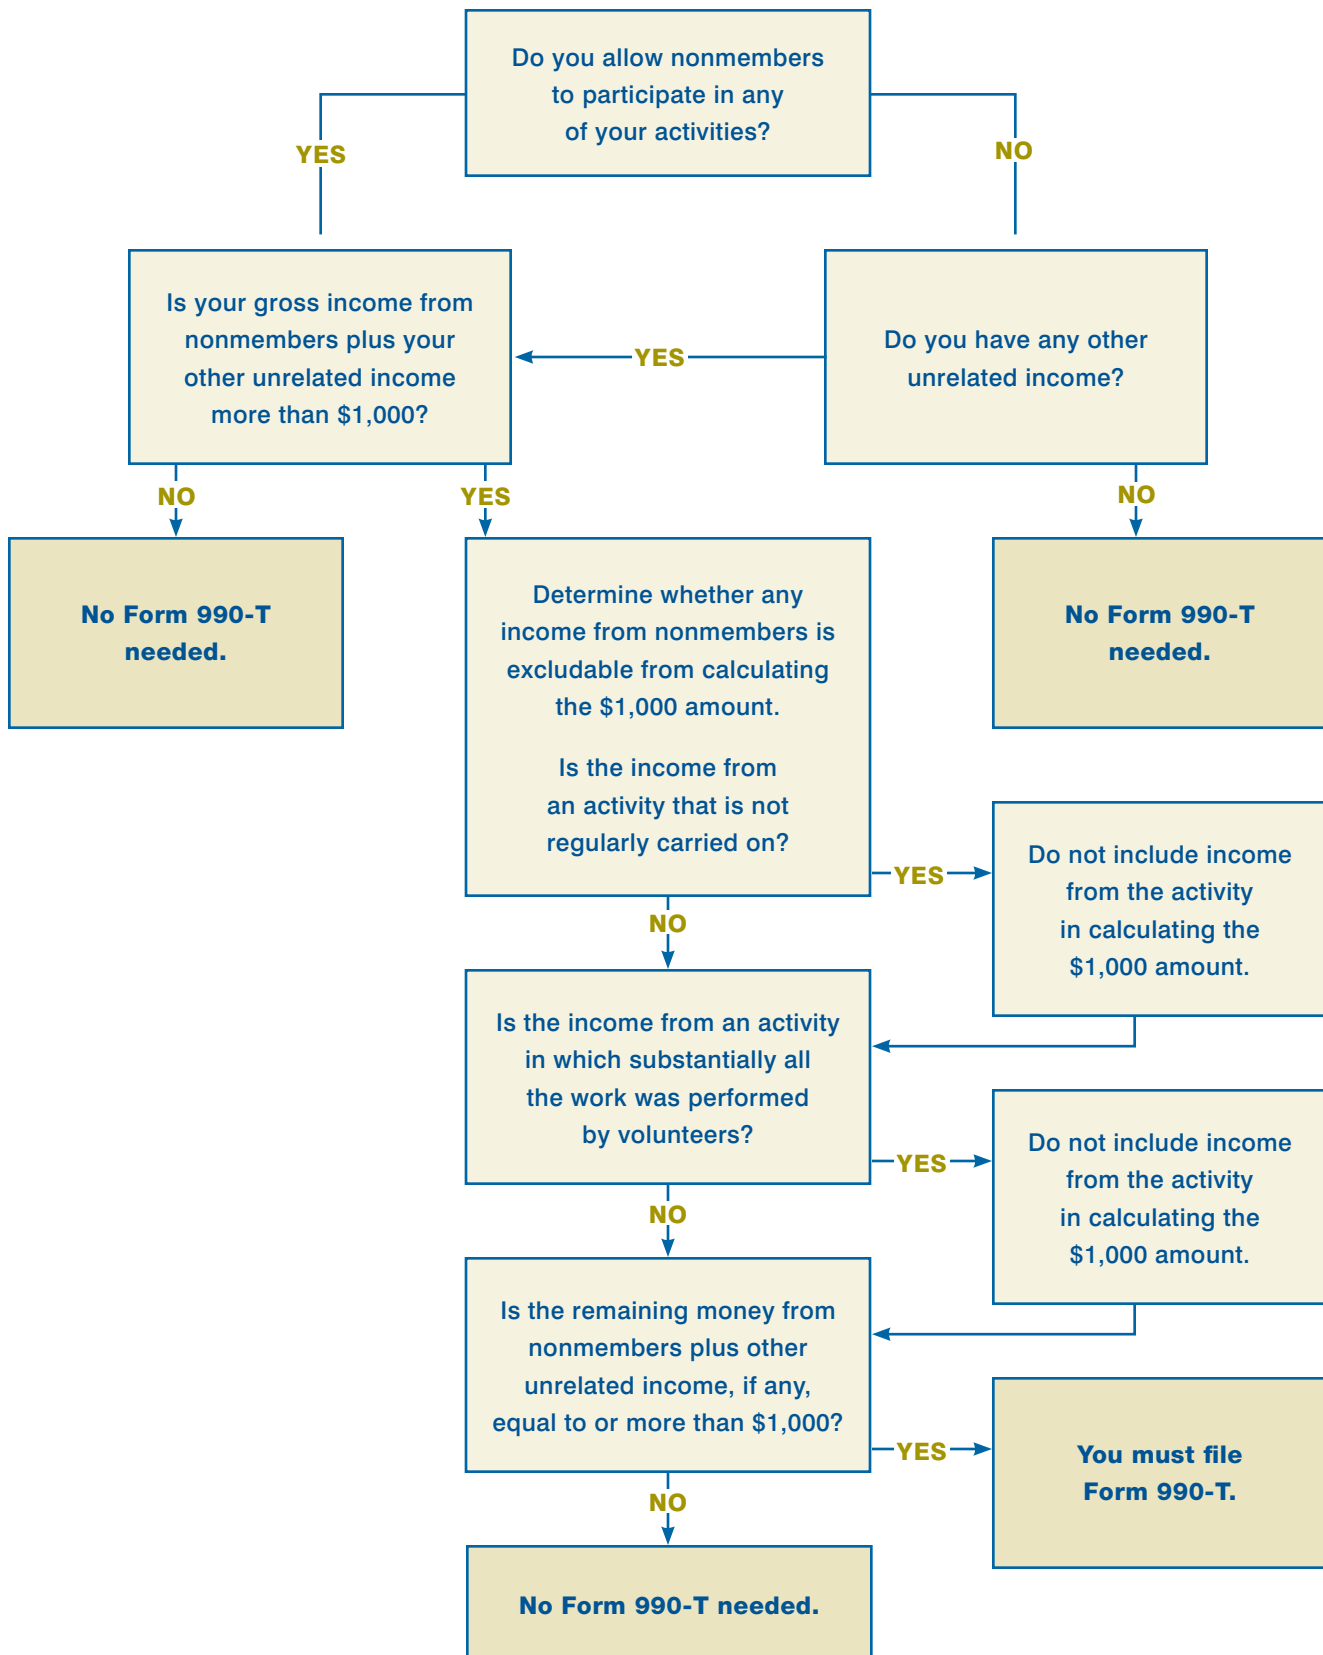 Do you allow nonmembers
to participate in any
of your activities?
YES
NO
Is your gross income from
nonmembers plus your
other unrelated income
more than $1,000?
YES
Do you have any other
unrelated income?
NO
YES
NO
No Form 990-T
needed.
Determine whether any
income from nonmembers is
excludable from calculating
the $1,000 amount.
Is the income from
an activity that is not
regularly carried on?
No Form 990-T
needed.
YES
Do not include income
from the activity
in calculating the
$1,000 amount.
NO
Is the income from an activity
in which substantially all
the work was performed
by volunteers?
YES
Do not include income
from the activity
in calculating the
$1,000 amount.
NO
Is the remaining money from
nonmembers plus other
unrelated income, if any,
equal to or more than $1,000?
YES
You must file
Form 990-T.
NO
No Form 990-T needed.